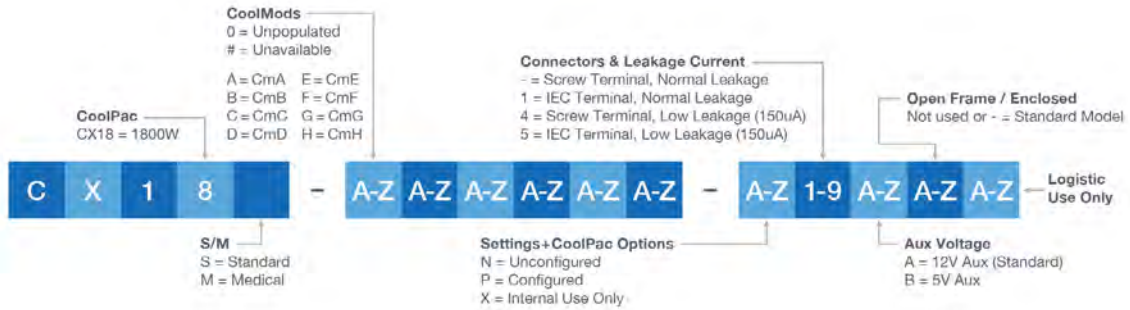 CoolMods
0 = Unpopulated
# = Unavailable
A = CmA E = CmE
B = CmB F = CmF
C = CmC G = CmG
D = CmD H = CmH
Connectors & Leakage Current
- = Screw Terminal, Normal Leakage
1 = IEC Terminal, Normal Leakage
4 = Screw Terminal, Low Leakage (150uA)
5 = IEC Terminal, Low Leakage (150uA)
Open Frame / Enclosed
Not used or - = Standard Model
CoolPac
CX18 = 1800W
C X 1 8 - A-Z A-Z A-Z A-Z A-Z A-Z - A-Z 1-9 A-Z A-Z A-Z
Logistic
Use Only
S/M
S = Standard
M = Medical
Settings+CoolPac Options
N = Unconfigured
P = Configured
X = Internal Use Only
Aux Voltage
A = 12V Aux (Standard)
B = 5V Aux